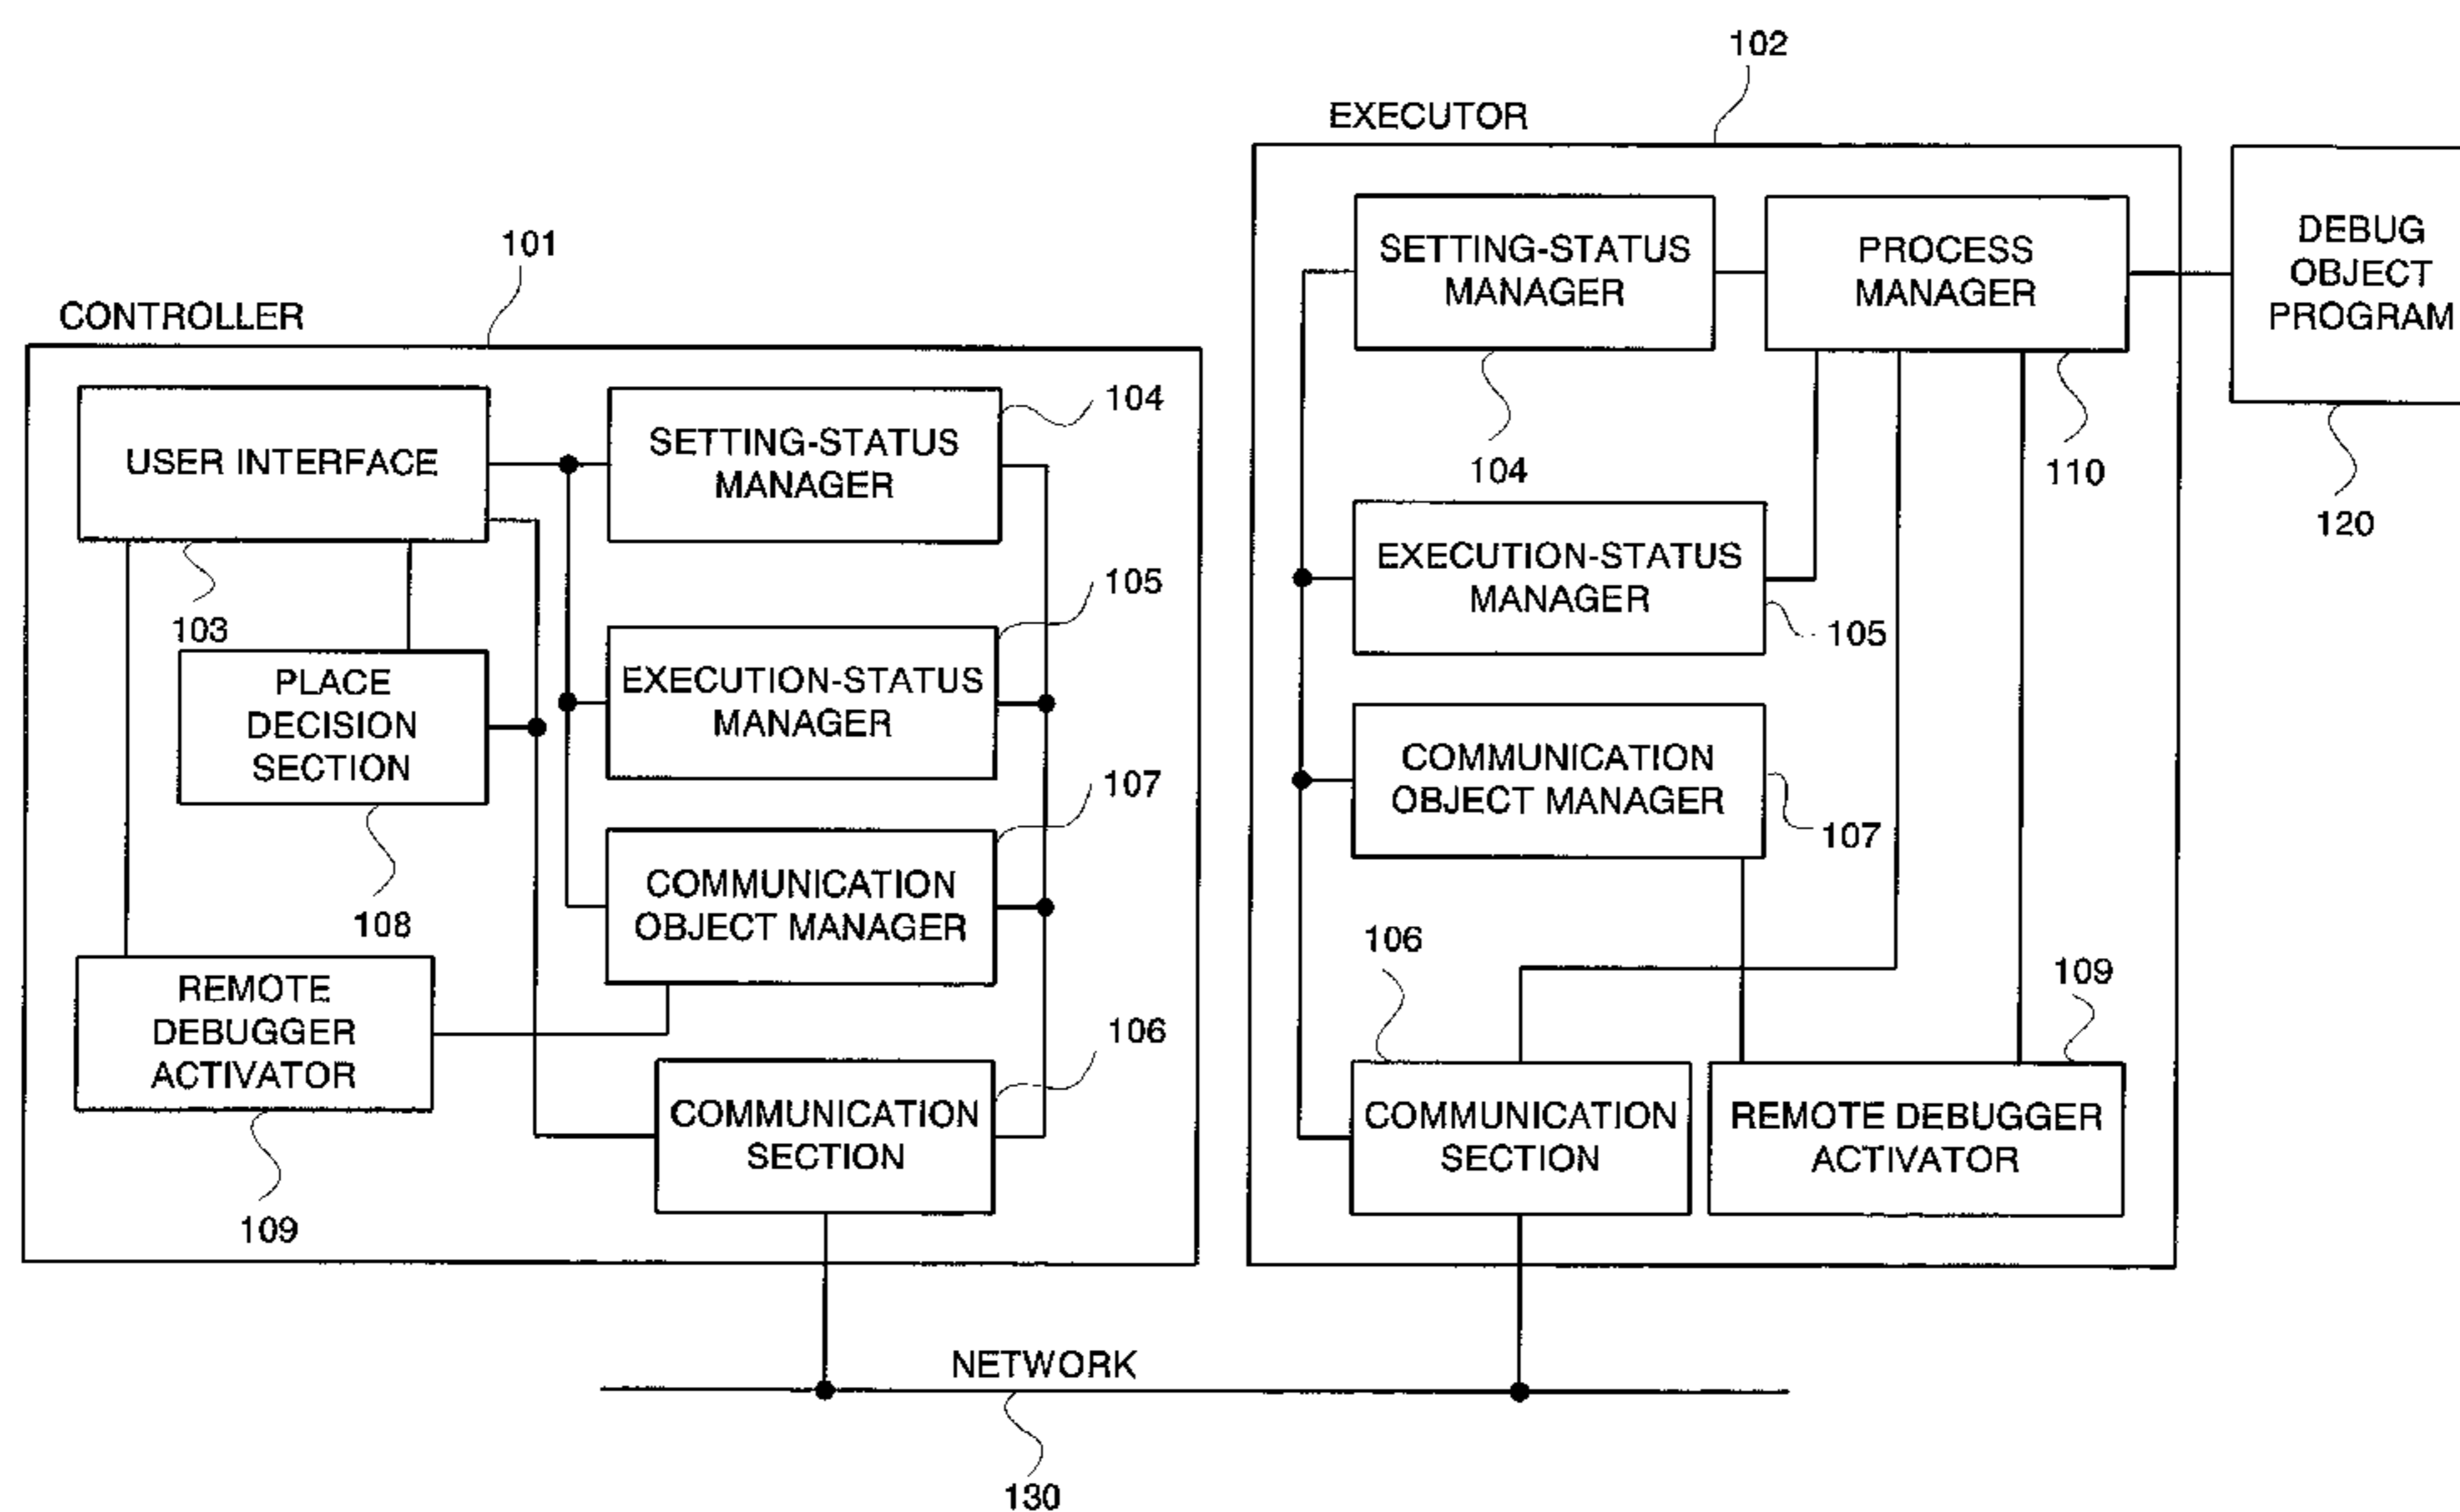 102
EXECUTOR
101
CONTROLLER
USER INTERFACE
103
SETTING-STATUS
MANAGER
104
EXECUTION-STATUS
MANAGER
105
PLACE
DECISION
SECTION
108
COMMUNICATION
OBJECT MANAGER
107
REMOTE
DEBUGGER
ACTIVATOR
109
COMMUNICATION
SECTION
106
SETTING-STATUS
MANAGER
104
PROCESS
MANAGER
110
DEBUG
OBJECT
PROGRAM
120
EXECUTION-STATUS
MANAGER
105
COMMUNICATION
OBJECT MANAGER
107
106
COMMUNICATION
SECTION
109
REMOTE DEBUGGER
ACTIVATOR
NETWORK
130